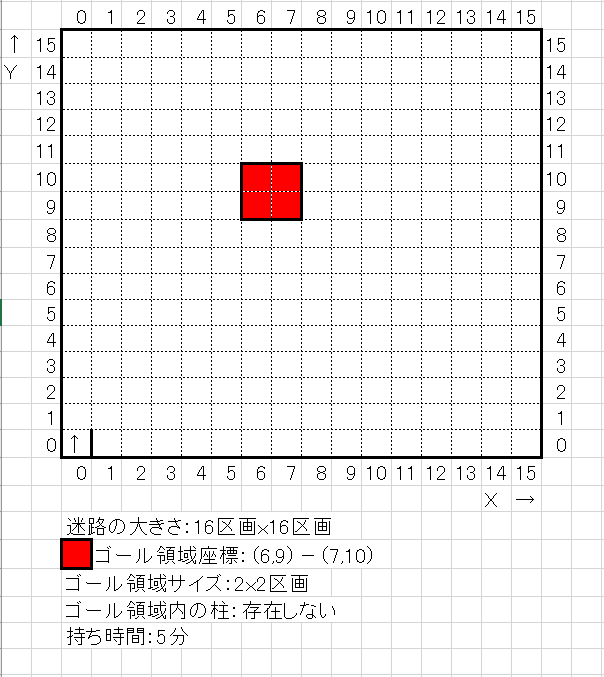 0 1 2 3 4 5 6 7 8 9 10 11 12 13 14 15
↑ 15 15
Y 14 14
13 13
12 12
11 11
10 10
9 9
8 8
7 7
6 6
5 5
4 4
3 3
2 2
1 1
0 ↑ 0
0 1 2 3 4 5 6 7 8 9 10 11 12 13 14 15
X →
迷路の大きさ:16区画×16区画
ゴール領域座標:(6,9)-(7,10)
ゴール領域サイズ:2×2区画
ゴール領域内の柱:存在しない
持ち時間:5分